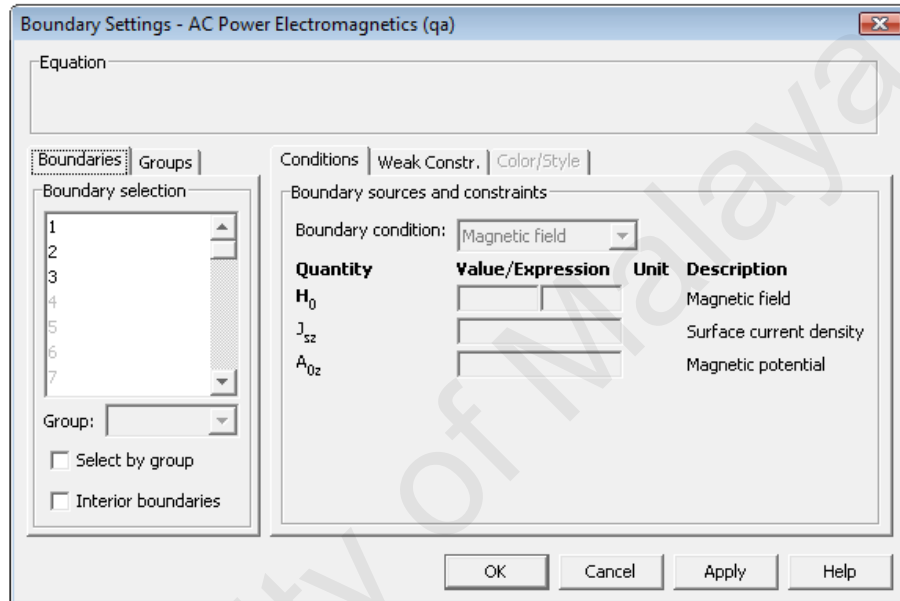 Boundary Settings - AC Power Electromagnetics (qa)
Equation
Boundaries Groups
Boundary selection
1
2
3
4
5
6
7
Group:
Select by group
Interior boundaries
Conditions Weak Constr. Color/Style
Boundary sources and constraints
Boundary condition: Magnetic field
Quantity Value/Expression Unit Description
H0 Magnetic field
Jsz Surface current density
A0z Magnetic potential
OK Cancel Apply Help
ity of Malaya